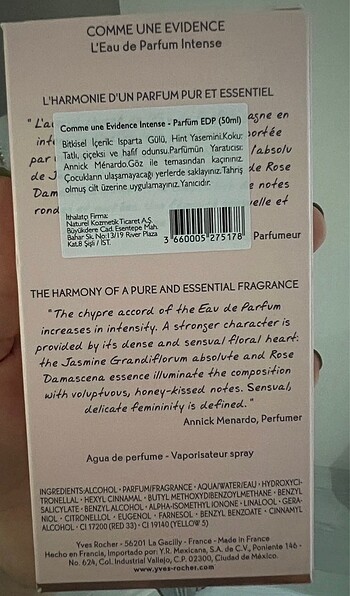 COMME UNE EVIDENCE
L'Eau de Parfum Intense
L'HARMONIE D'UN PARFUM PUR ET ESSENTIEL
Comme une Evidence Intense - Parfüm EDP (50ml)
Bitkisel İçerik: Isparta Gülü, Hint Yasemini.Koku:
Tatlı, çiçeksi ve hafif odunsu.Parfümün Yaratıcısı:
Annick Ménardo.Göz ile temasından kaçınınız.
Çocukların ulaşamayacağı yerlerde saklayınız.Tahriş
olmuş cilt üzerine uygulamayınız.Yanıcıdır.
İthalatçı Firma:
Naturel Kozmetik Ticaret A.Ş.
Büyükdere Cad. Esentepe Mah.
Bahar Sk. No:13/19 River Plaza
Kat.8 Şişli / İST.
3 660005 275178
de Rose
notes
Parfumeur
THE HARMONY OF A PURE AND ESSENTIAL FRAGRANCE
"The chypre accord of the Eau de Parfum
increases in intensity. A stronger character is
provided by its dense and sensual floral heart:
the Jasmine Grandiflorum absolute and Rose
Damascena essence illuminate the composition
with voluptuous, honey-kissed notes. Sensual,
delicate femininity is defined."
Annick Menardo, Perfumer
Agua de perfume - Vaporisateur spray
INGREDIENTS:ALCOHOL • PARFUM/FRAGRANCE • AQUA/WATER/EAU • HYDROXYCI-
TRONELLAL • HEXYL CINNAMAL • BUTYL METHOXYDIBENZOYLMETHANE • BENZYL
SALICYLATE • BENZYL ALCOHOL • ALPHA-ISOMETHYL IONONE • LINALOOL • GERA-
NIOL • CITRONELLOL • EUGENOL • FARNESOL • BENZYL BENZOATE • CINNAMYL
ALCOHOL • CI 17200 (RED 33) • CI 19140 (YELLOW 5)
Yves Rocher - 56201 La Gacilly - France - Made in France
Hecho en Francia, Importado por: Y.R. Mexicana, S.A. de C.V., Poniente 146 -
No. 624, Col. Industrial Vallejo, C.P. 02300, Ciudad de México.
www.yves-rocher.com